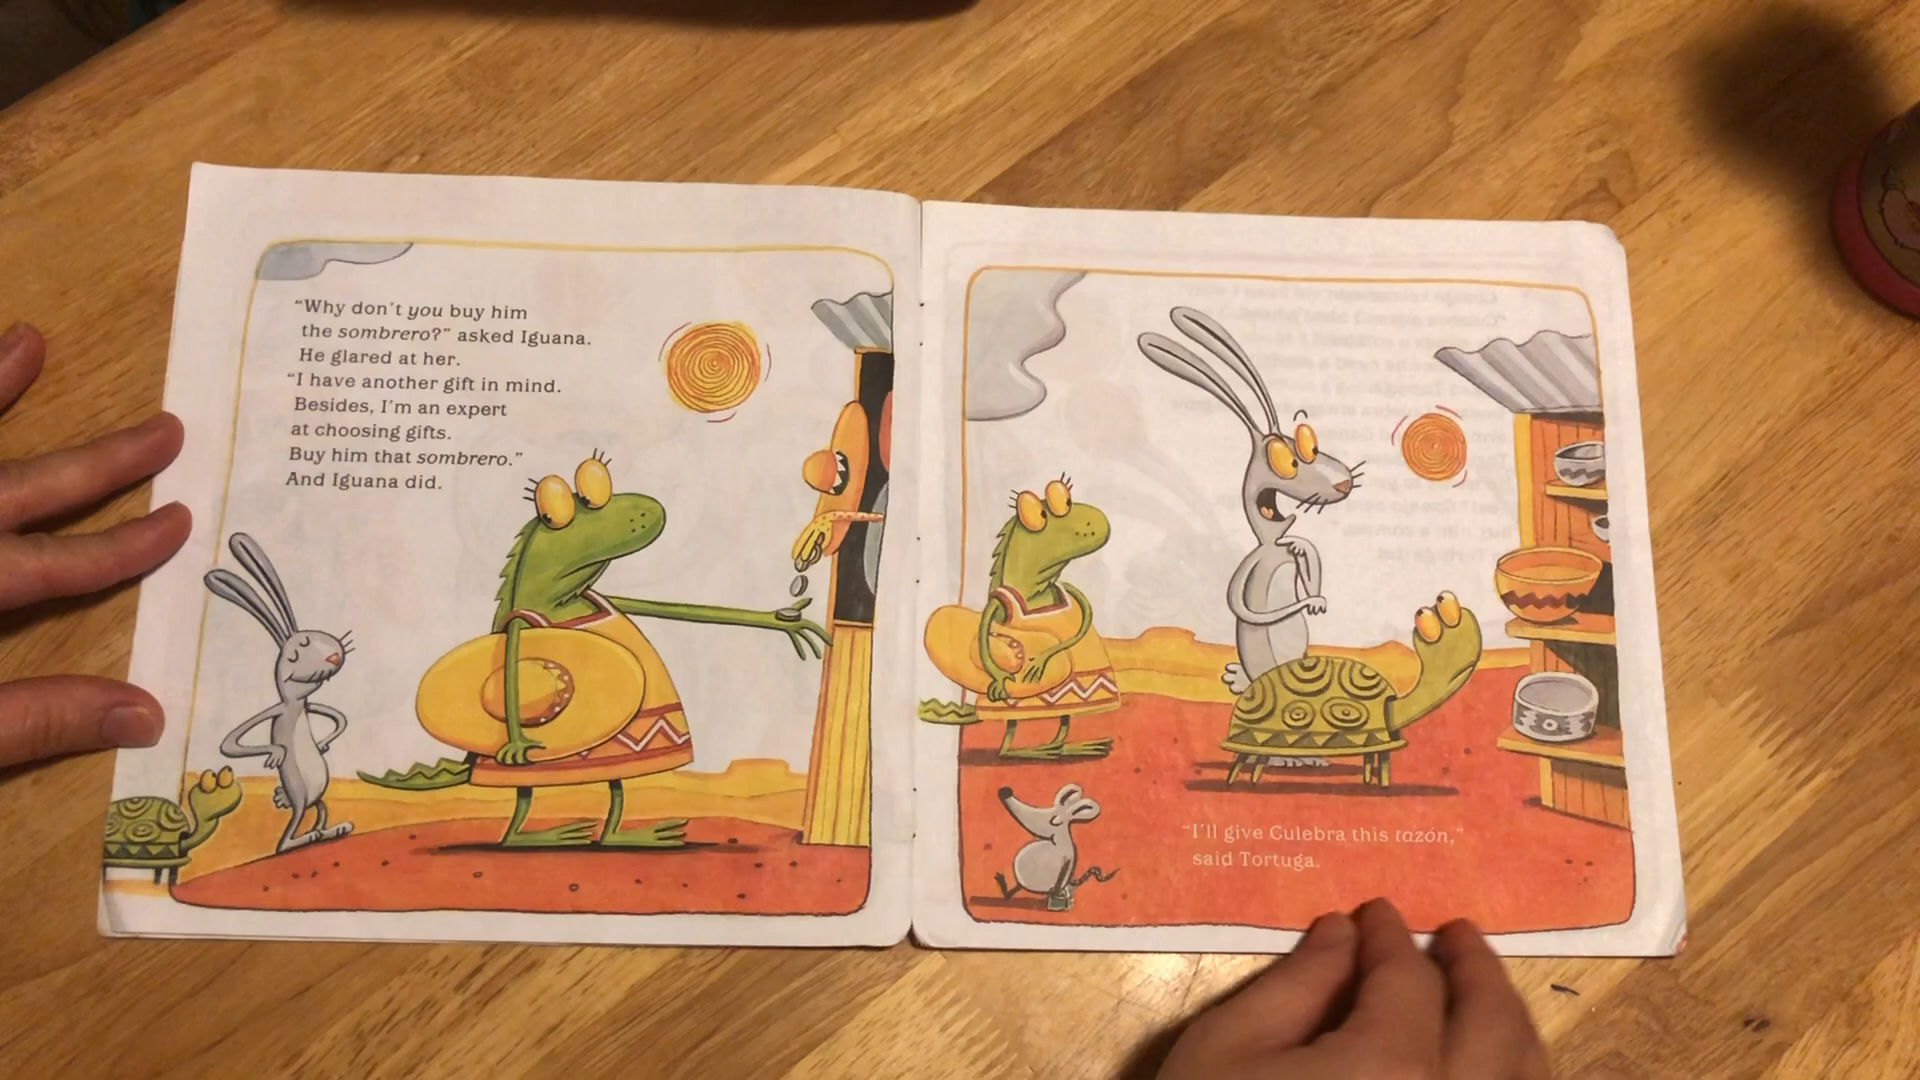 “Why don’t you buy him
the sombrero?” asked Iguana.
He glared at her.
“I have another gift in mind.
Besides, I’m an expert
at choosing gifts.
Buy him that sombrero.”
And Iguana did.
“I’ll give Culebra this tazón,”
said Tortuga.